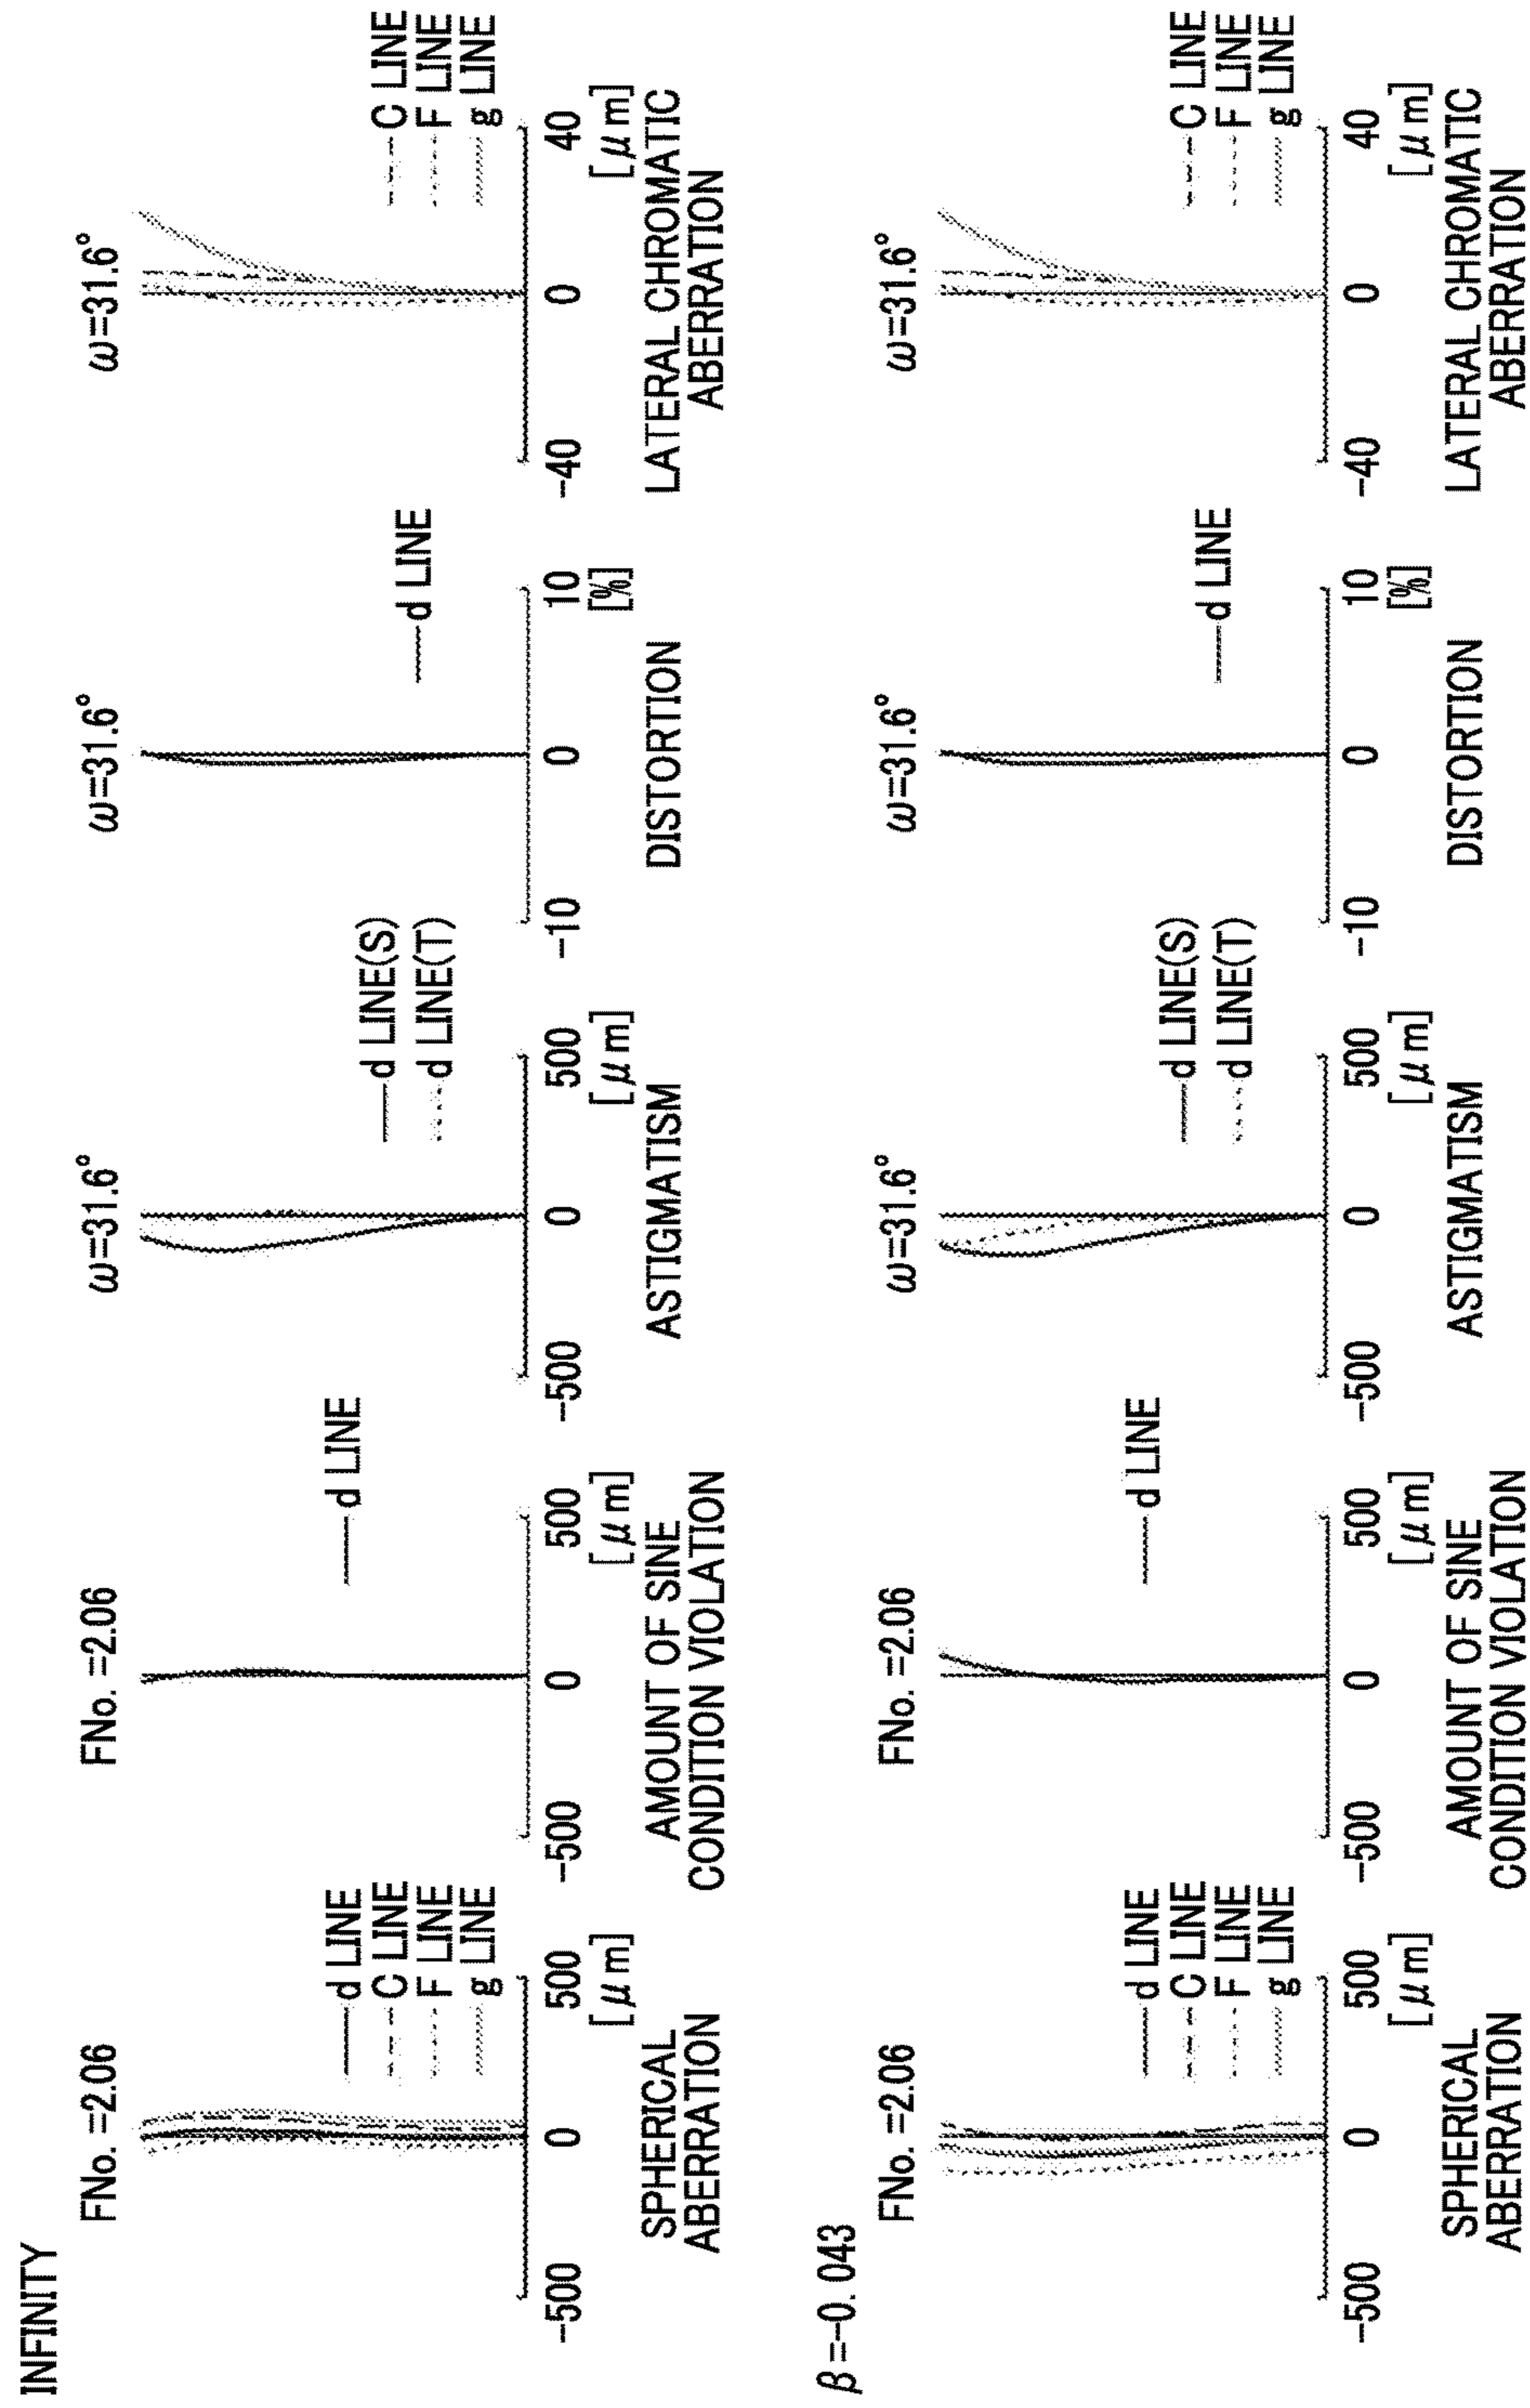 INFINITY
FNo. =2.06
d LINE
C LINE
F LINE
g LINE
-500
0
500
[μm]
SPHERICAL
ABERRATION
FNo. =2.06
d LINE
-500
0
500
[μm]
AMOUNT OF SINE
CONDITION VIOLATION
ω=31.6°
d LINE(S)
d LINE(T)
-500
0
500
[μm]
ASTIGMATISM
ω=31.6°
d LINE
-10
0
10
[%]
DISTORTION
ω=31.6°
C LINE
F LINE
g LINE
-40
0
40
[μm]
LATERAL CHROMATIC
ABERRATION
β=-0.043
FNo. =2.06
d LINE
C LINE
F LINE
g LINE
-500
0
500
[μm]
SPHERICAL
ABERRATION
FNo. =2.06
d LINE
-500
0
500
[μm]
AMOUNT OF SINE
CONDITION VIOLATION
ω=31.6°
d LINE(S)
d LINE(T)
-500
0
500
[μm]
ASTIGMATISM
ω=31.6°
d LINE
-10
0
10
[%]
DISTORTION
ω=31.6°
C LINE
F LINE
g LINE
-40
0
40
[μm]
LATERAL CHROMATIC
ABERRATION